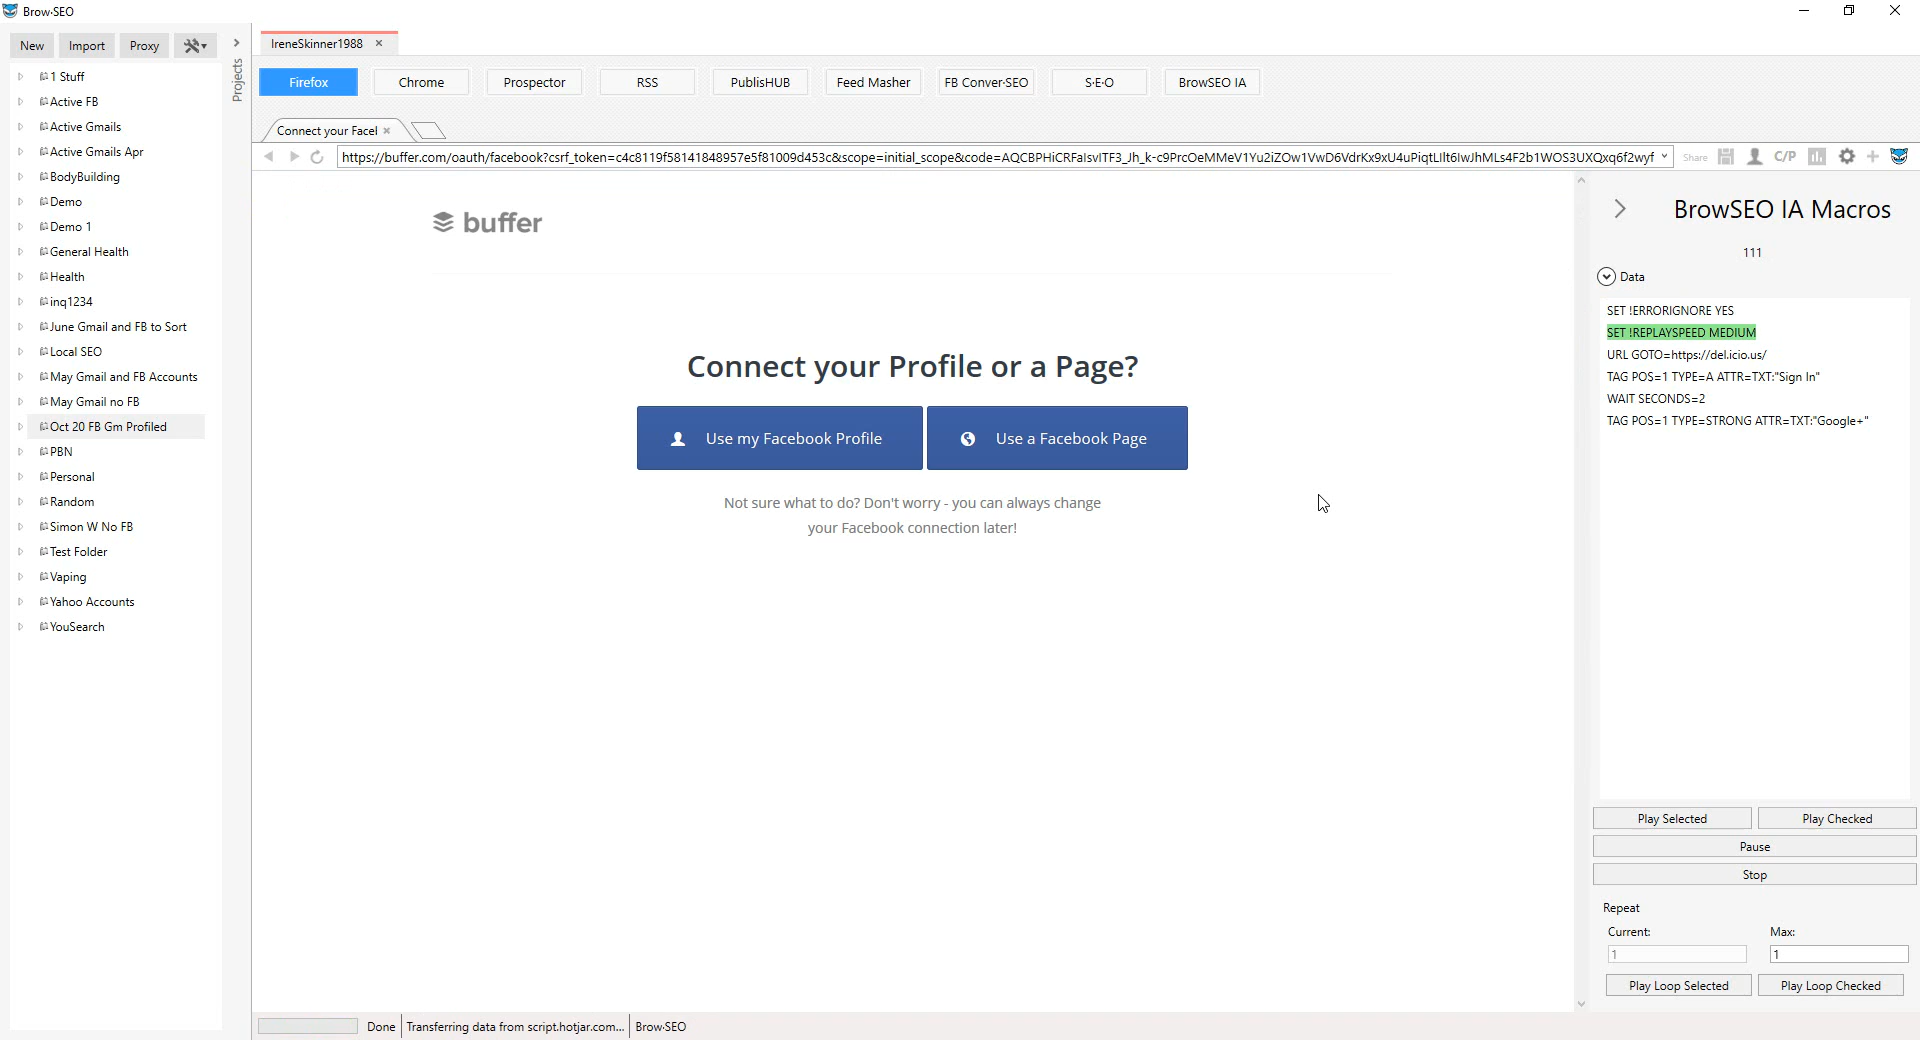 Brow·SEO
New Import Proxy
Projects
1 Stuff
Active FB
Active Gmails
Active Gmails Apr
BodyBuilding
Demo
Demo 1
General Health
Health
inq1234
June Gmail and FB to Sort
Local SEO
May Gmail and FB Accounts
May Gmail no FB
Oct 20 FB Gm Profiled
PBN
Personal
Random
Simon W No FB
Test Folder
Vaping
Yahoo Accounts
YouSearch
IreneSkinner1988
Firefox Chrome Prospector RSS PublisHUB Feed Masher FB Conver·SEO S·E·O BrowSEO IA
Connect your Facel
https://buffer.com/oauth/facebook?csrf_token=c4c8119f58141848957e5f81009d453c&scope=initial_scope&code=AQCBPHiCRFaIsvITF3_Jh_k-c9PrcOeMMeV1Yu2iZOw1VwD6VdrKx9xU4uPiqtLIlt6IwJhMLs4F2b1WOS3UXQxq6f2wyf
Share C/P
buffer
Connect your Profile or a Page?
Use my Facebook Profile Use a Facebook Page
Not sure what to do? Don't worry - you can always change
your Facebook connection later!
BrowSEO IA Macros
111
Data
SET !ERRORIGNORE YES
SET !REPLAYSPEED MEDIUM
URL GOTO=https://del.icio.us/
TAG POS=1 TYPE=A ATTR=TXT:"Sign In"
WAIT SECONDS=2
TAG POS=1 TYPE=STRONG ATTR=TXT:"Google+"
Play Selected Play Checked
Pause
Stop
Repeat
Current: Max:
1 1
Play Loop Selected Play Loop Checked
Done Transferring data from script.hotjar.com... Brow·SEO